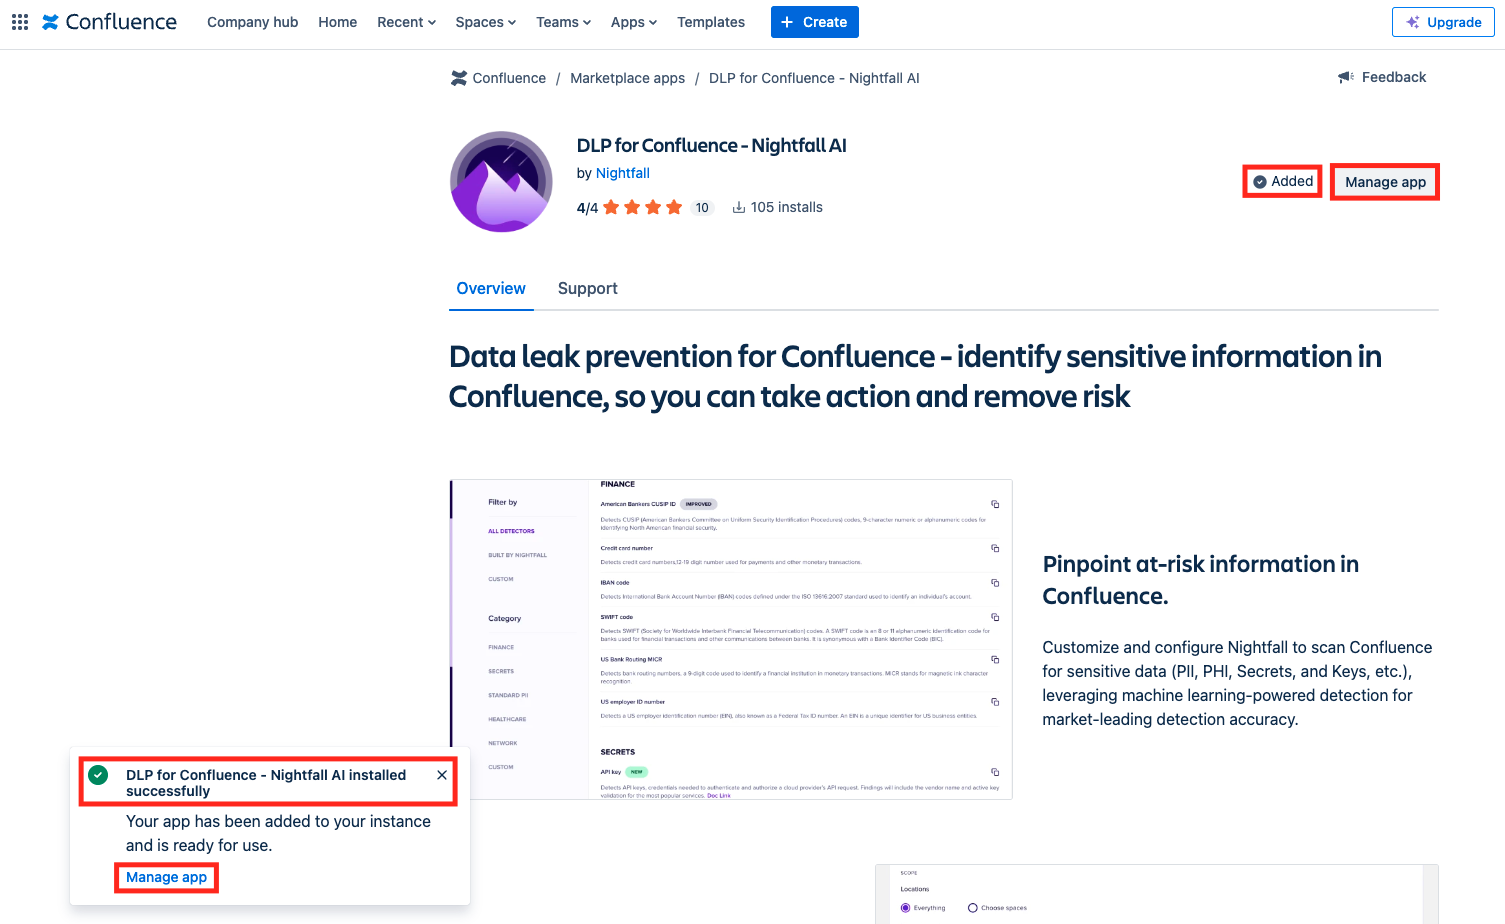 Confluence
Company hub
Home
Recent
Spaces
Teams
Apps
Templates
+ Create
Upgrade
Confluence / Marketplace apps / DLP for Confluence - Nightfall AI
Feedback
DLP for Confluence - Nightfall AI
by Nightfall
4/4 10 105 installs
Added
Manage app
Overview
Support
Data leak prevention for Confluence - identify sensitive information in
Confluence, so you can take action and remove risk
Filter by
ALL DETECTORS
BUILT BY NIGHTFALL
CUSTOM
Category
FINANCE
SECRETS
STANDARD PII
HEALTHCARE
NETWORK
CUSTOM
FINANCE
American Bankers CUSIP ID IMPROVED
Detects CUSIP (American Bankers Committee on Uniform Security Identification Procedures) codes, 9-character numeric or alphanumeric codes for
identifying North American financial security.
Credit card number
Detects credit card numbers,12-19 digit number used for payments and other monetary transactions.
IBAN code
Detects International Bank Account Number (IBAN) codes defined under the ISO 13616:2007 standard used to identify an individual's account.
SWIFT code
Detects SWIFT (Society for Worldwide Interbank Financial Telecommunication) codes. A SWIFT code is an 8 or 11 alphanumeric identification code for
banks used for financial transactions and other communications between banks. It is synonymous with a Bank Identifier Code (BIC).
US Bank Routing MICR
Detects bank routing numbers, a 9-digit code used to identify a financial institution in monetary transactions. MICR stands for magnetic ink character
recognition.
US employer ID number
Detects a US employer identification number (EIN), also known as a Federal Tax ID number. An EIN is a unique identifier for US business entities.
SECRETS
API key NEW
Detects API keys, credentials needed to authenticate and authorize a cloud provider's API request. Findings will include the vendor name and active key
validation for the most popular services. Doc Link
Pinpoint at-risk information in
Confluence.
Customize and configure Nightfall to scan Confluence
for sensitive data (PII, PHI, Secrets, and Keys, etc.),
leveraging machine learning-powered detection for
market-leading detection accuracy.
DLP for Confluence - Nightfall AI installed
successfully
Your app has been added to your instance
and is ready for use.
Manage app
SCOPE
Locations
Everything
Choose spaces